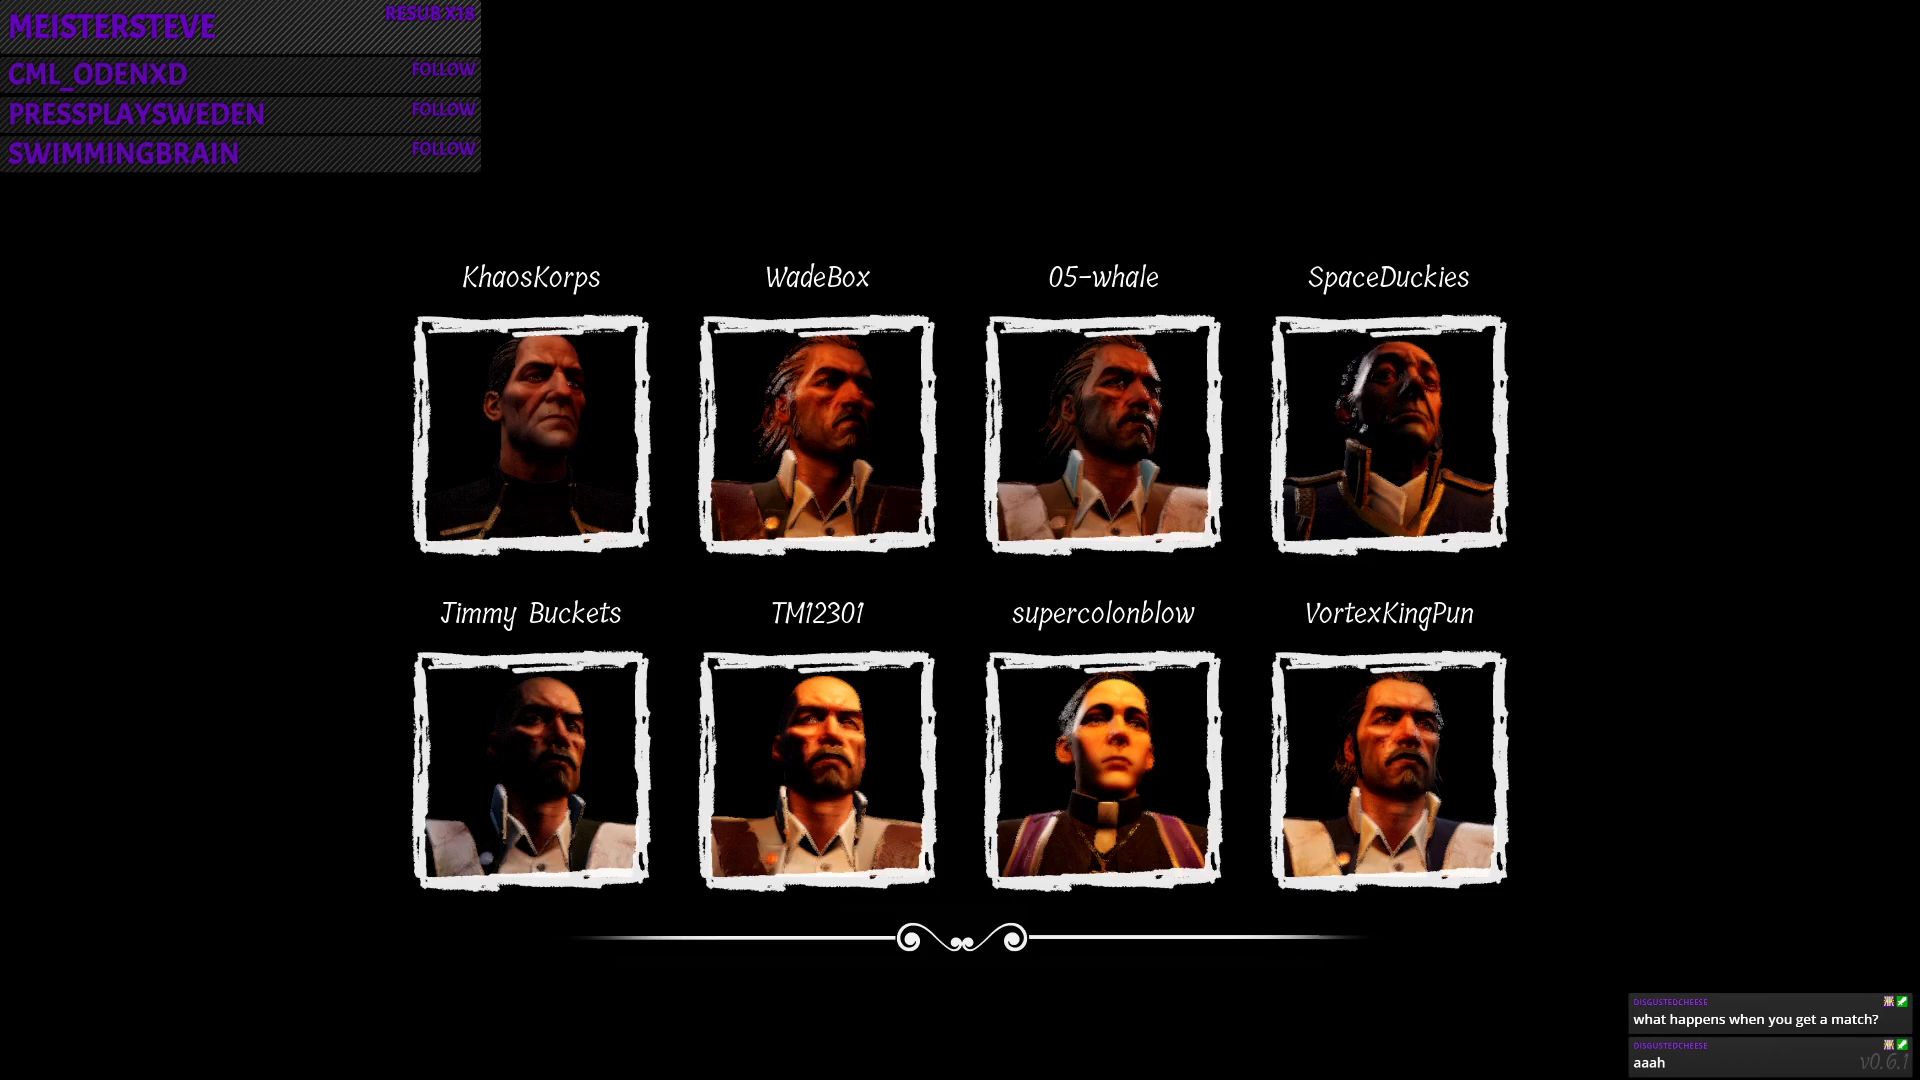 MEISTERSTEVE RESUB X18
CML_ODENXD FOLLOW
PRESSPLAYSWEDEN FOLLOW
SWIMMINGBRAIN FOLLOW
KhaosKorps WadeBox 05-whale SpaceDuckies
Jimmy Buckets TM12301 supercolonblow VortexKingPun
DISGUSTEDCHEESE
what happens when you get a match?
DISGUSTEDCHEESE
aaah
v0.6.1